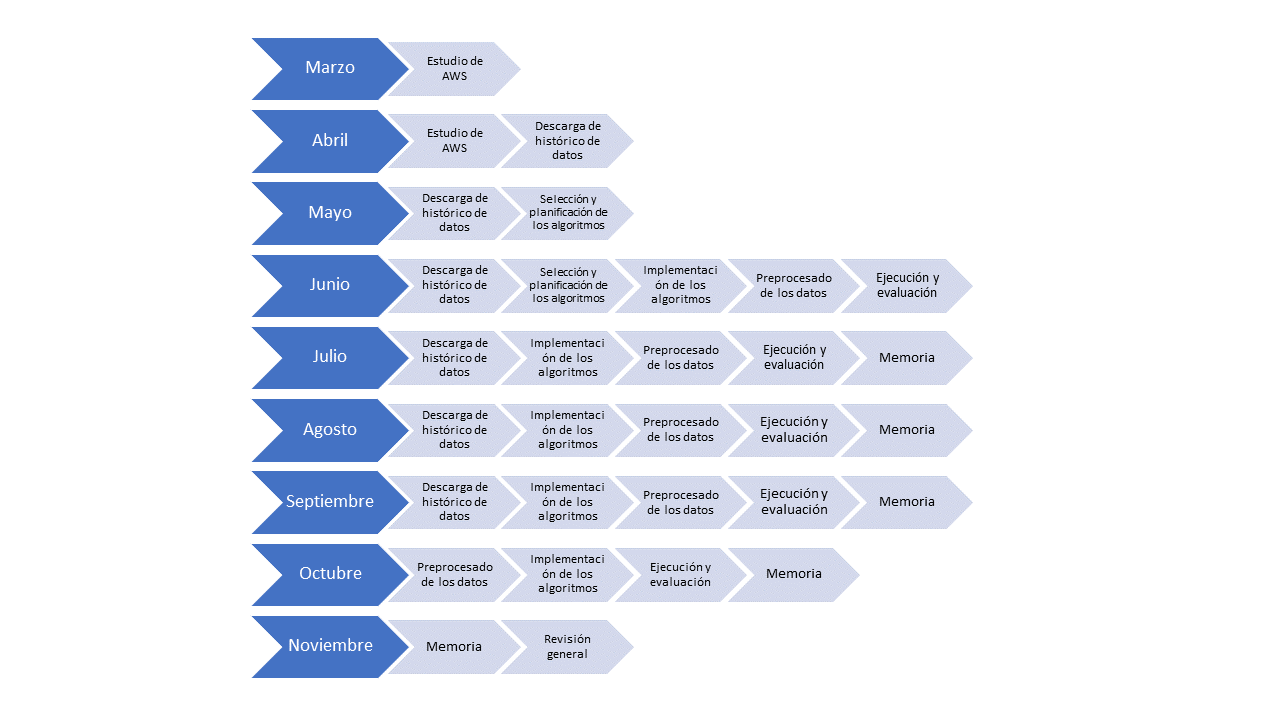 Marzo
Estudio de
AWS
Abril
Estudio de
AWS
Descarga de
histórico de
datos
Mayo
Descarga de
histórico de
datos
Selección y
planificación de
los algoritmos
Junio
Descarga de
histórico de
datos
Selección y
planificación de
los algoritmos
Implementaci
ón de los
algoritmos
Preprocesado
de los datos
Ejecución y
evaluación
Julio
Descarga de
histórico de
datos
Implementaci
ón de los
algoritmos
Preprocesado
de los datos
Ejecución y
evaluación
Memoria
Agosto
Descarga de
histórico de
datos
Implementaci
ón de los
algoritmos
Preprocesado
de los datos
Ejecución y
evaluación
Memoria
Septiembre
Descarga de
histórico de
datos
Implementaci
ón de los
algoritmos
Preprocesado
de los datos
Ejecución y
evaluación
Memoria
Octubre
Preprocesado
de los datos
Implementaci
ón de los
algoritmos
Ejecución y
evaluación
Memoria
Noviembre
Memoria
Revisión
general